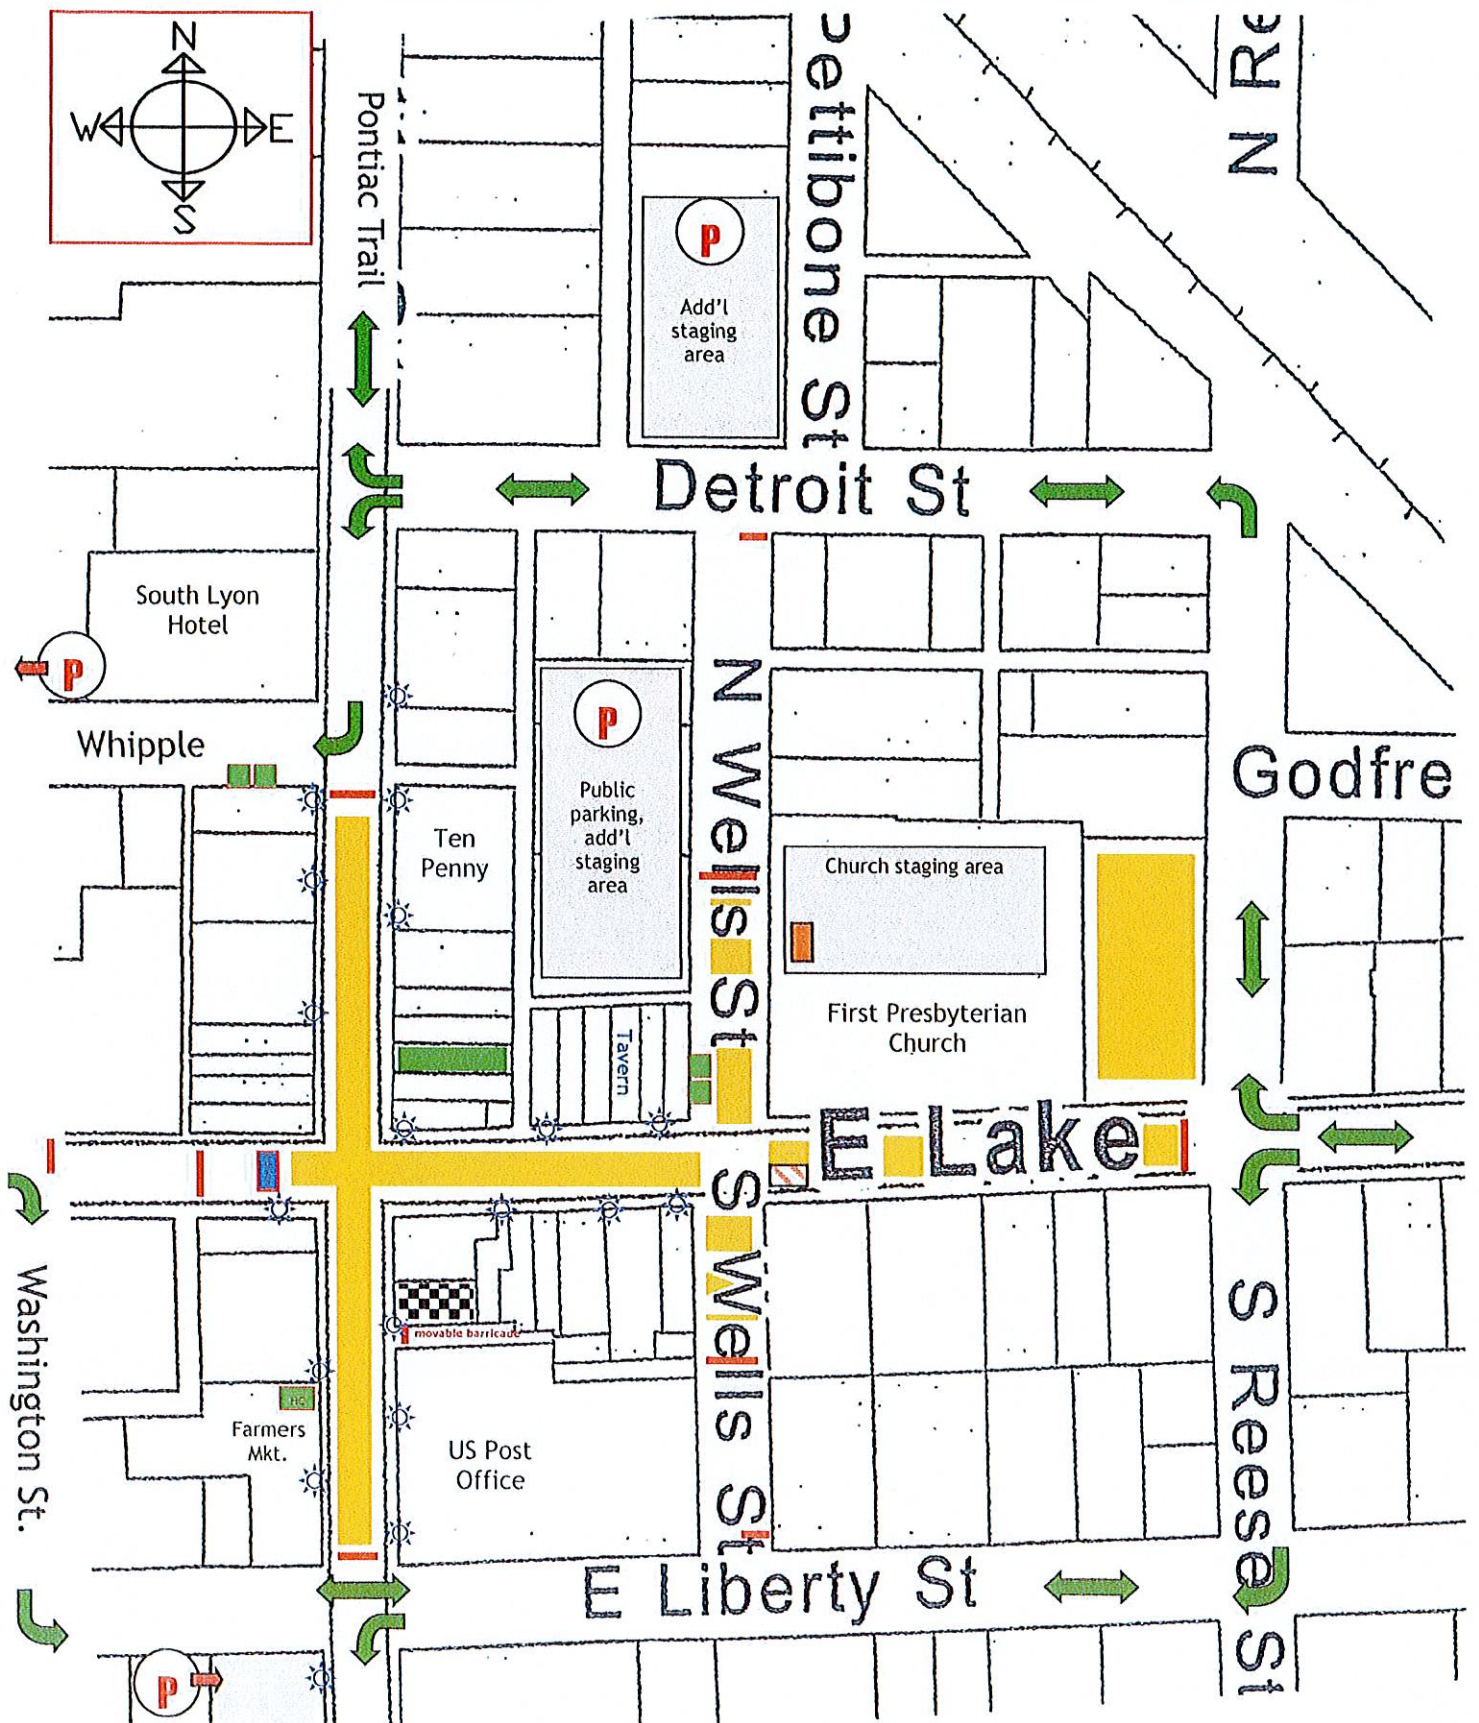 N
W E
S
Pontiac Trail
Pettibone St
N Re
P
Add'l
staging
area
Detroit St
South Lyon
Hotel
P
Whipple
P
Public
parking,
add'l
staging
area
N Wells St
Godfre
Ten
Penny
Church staging area
First Presbyterian
Church
Tavern
E Lake
S Wells St
movable barricade
Washington St.
HC
Farmers
Mkt.
US Post
Office
S Reese St
E Liberty St
P